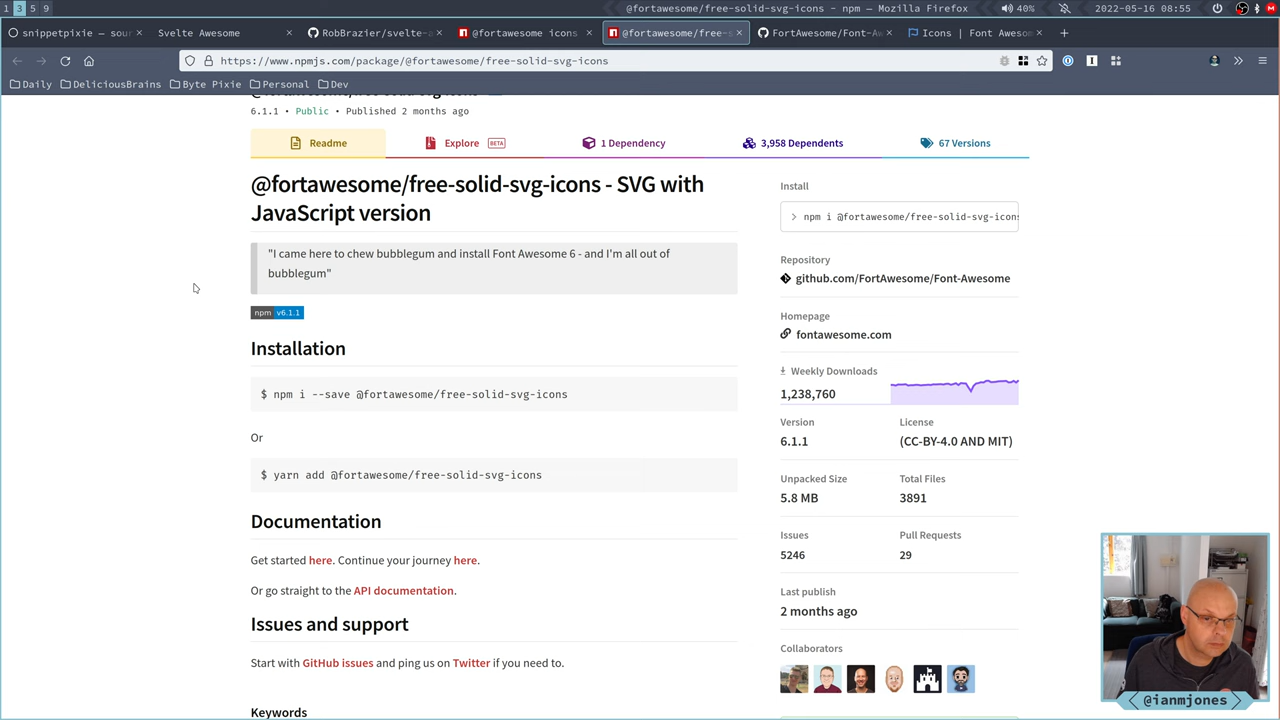 1 3 5 9
@fortawesome/free-solid-svg-icons - npm — Mozilla Firefox
40%
2022-05-16 08:55
snippetpixie — sour
Svelte Awesome
RobBrazier/svelte-a
@fortawesome icons
@fortawesome/free-s
FortAwesome/Font-Aw
Icons | Font Awesom
https://www.npmjs.com/package/@fortawesome/free-solid-svg-icons
Daily
DeliciousBrains
Byte Pixie
Personal
Dev
@fortawesome/free-solid-svg-icons
6.1.1 • Public • Published 2 months ago
Readme
Explore BETA
1 Dependency
3,958 Dependents
67 Versions
@fortawesome/free-solid-svg-icons - SVG with
JavaScript version
"I came here to chew bubblegum and install Font Awesome 6 - and I'm all out of
bubblegum"
npm v6.1.1
Installation
$ npm i --save @fortawesome/free-solid-svg-icons
Or
$ yarn add @fortawesome/free-solid-svg-icons
Documentation
Get started here. Continue your journey here.
Or go straight to the API documentation.
Issues and support
Start with GitHub issues and ping us on Twitter if you need to.
Keywords
Install
npm i @fortawesome/free-solid-svg-icons
Repository
github.com/FortAwesome/Font-Awesome
Homepage
fontawesome.com
Weekly Downloads
1,238,760
Version
License
6.1.1
(CC-BY-4.0 AND MIT)
Unpacked Size
Total Files
5.8 MB
3891
Issues
Pull Requests
5246
29
Last publish
2 months ago
Collaborators
@ianmjones